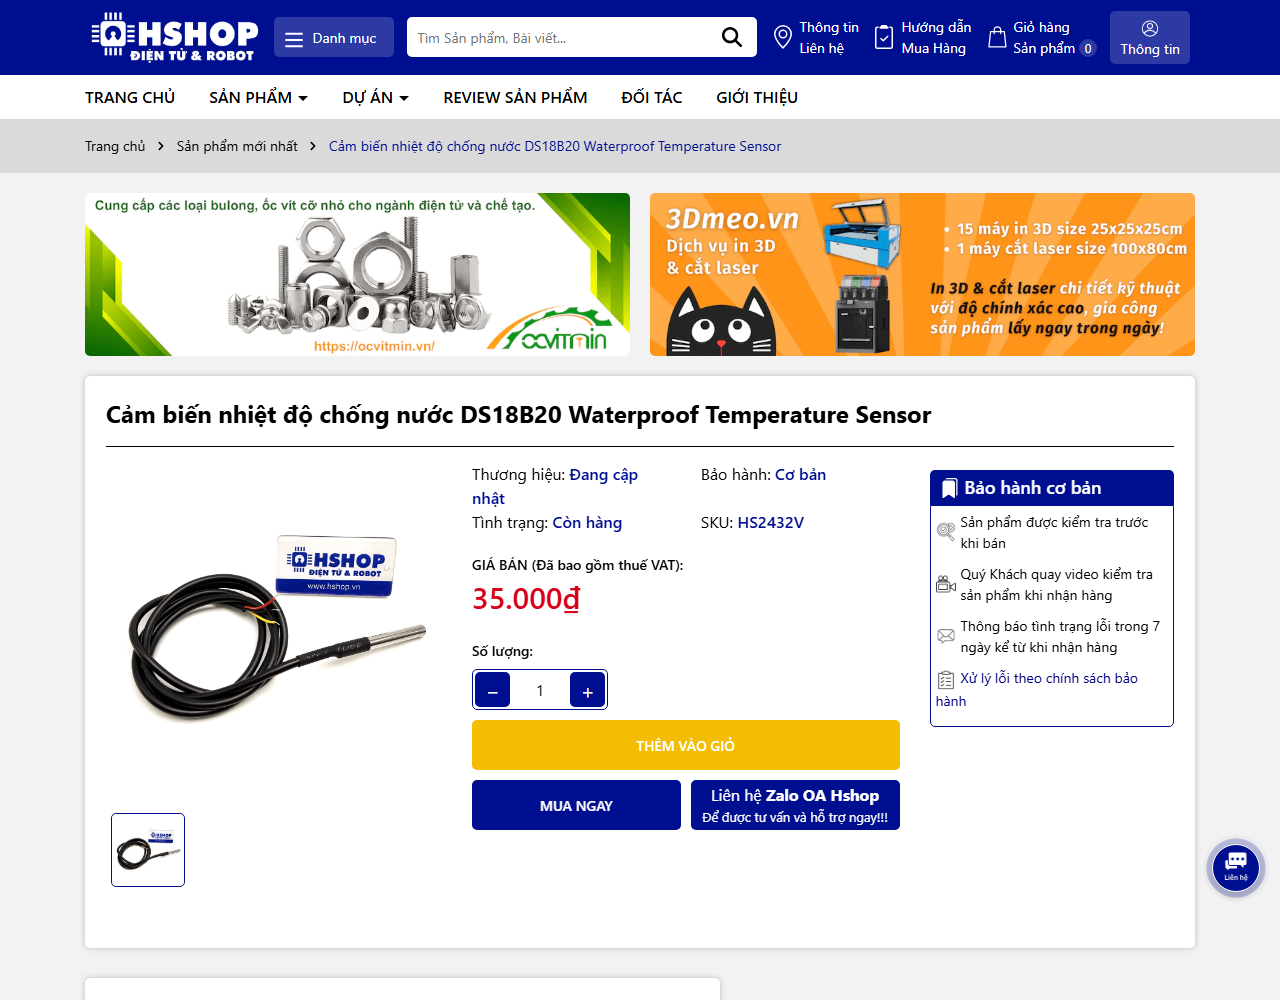 HSHOP
ĐIỆN TỬ & ROBOT
Danh mục
Tìm Sản phẩm, Bài viết...
Thông tin
Liên hệ
Hướng dẫn
Mua Hàng
Giỏ hàng
Sản phẩm 0
Thông tin
TRANG CHỦ
SẢN PHẨM
DỰ ÁN
REVIEW SẢN PHẨM
ĐỐI TÁC
GIỚI THIỆU
Trang chủ > Sản phẩm mới nhất > Cảm biến nhiệt độ chống nước DS18B20 Waterproof Temperature Sensor
Cung cấp các loại bulong, ốc vít cỡ nhỏ cho ngành điện tử và chế tạo.
https://ocvitmin.vn/
ocvitmin
3Dmeo.vn
Dịch vụ in 3D
& cắt laser
• 15 máy in 3D size 25x25x25cm
• 1 máy cắt laser size 100x80cm
In 3D & cắt laser chi tiết kỹ thuật
với độ chính xác cao, gia công
sản phẩm lấy ngay trong ngày!
Cảm biến nhiệt độ chống nước DS18B20 Waterproof Temperature Sensor
HSHOP
ĐIỆN TỬ & ROBOT
www.hshop.vn
Thương hiệu: Đang cập
nhật
Bảo hành: Cơ bản
Tình trạng: Còn hàng
SKU: HS2432V
GIÁ BÁN (Đã bao gồm thuế VAT):
35.000₫
Số lượng:
− 1 +
THÊM VÀO GIỎ
MUA NGAY
Liên hệ Zalo OA Hshop
Để được tư vấn và hỗ trợ ngay!!!
Bảo hành cơ bản
Sản phẩm được kiểm tra trước
khi bán
Quý Khách quay video kiểm tra
sản phẩm khi nhận hàng
Thông báo tình trạng lỗi trong 7
ngày kể từ khi nhận hàng
Xử lý lỗi theo chính sách bảo
hành
Liên hệ